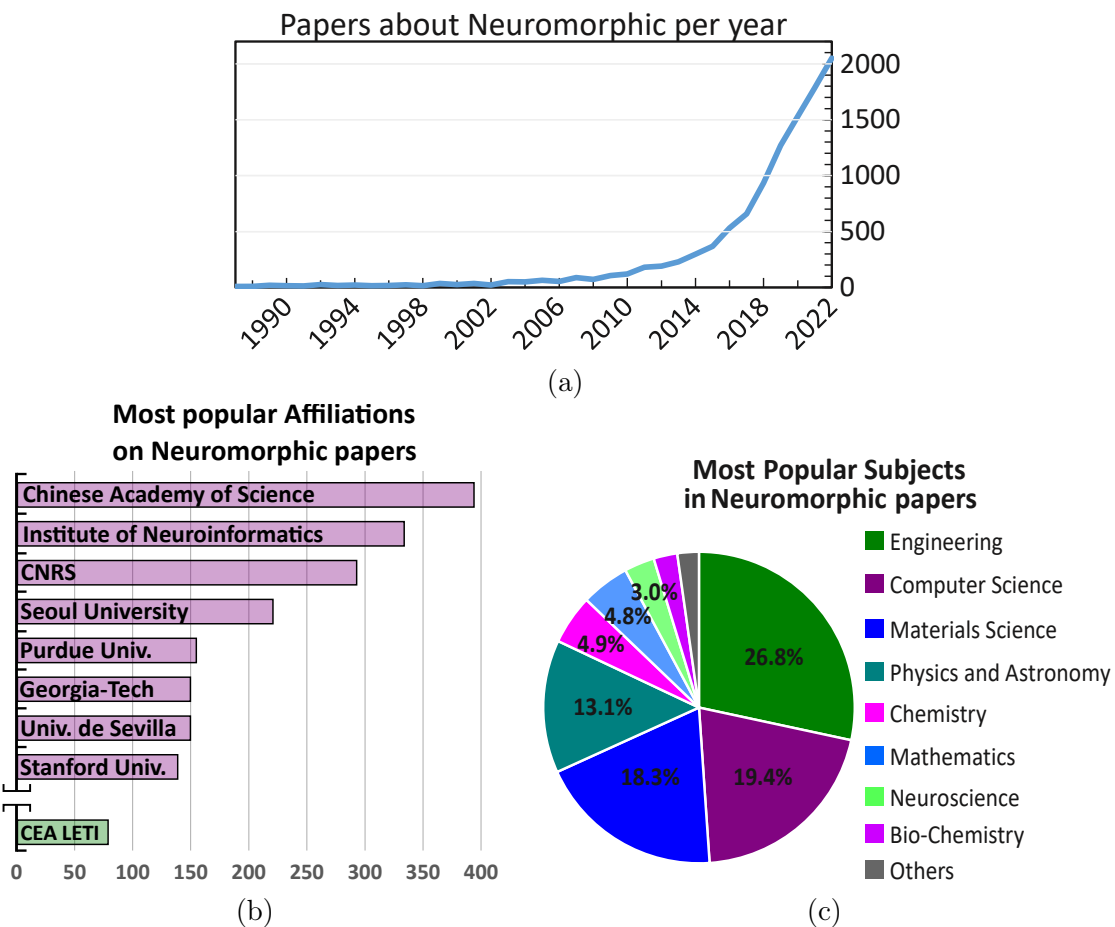 Papers about Neuromorphic per year
2000
1500
1000
500
0
1990 1994 1998 2002 2006 2010 2014 2018 2022
(a)
Most popular Affiliations
on Neuromorphic papers
Chinese Academy of Science
Institute of Neuroinformatics
CNRS
Seoul University
Purdue Univ.
Georgia-Tech
Univ. de Sevilla
Stanford Univ.
CEA LETI
0 50 100 150 200 250 300 350 400
(b)
Most Popular Subjects
in Neuromorphic papers
Engineering
Computer Science
Materials Science
Physics and Astronomy
Chemistry
Mathematics
Neuroscience
Bio-Chemistry
Others
26.8%
19.4%
18.3%
13.1%
4.9%
4.8%
3.0%
(c)